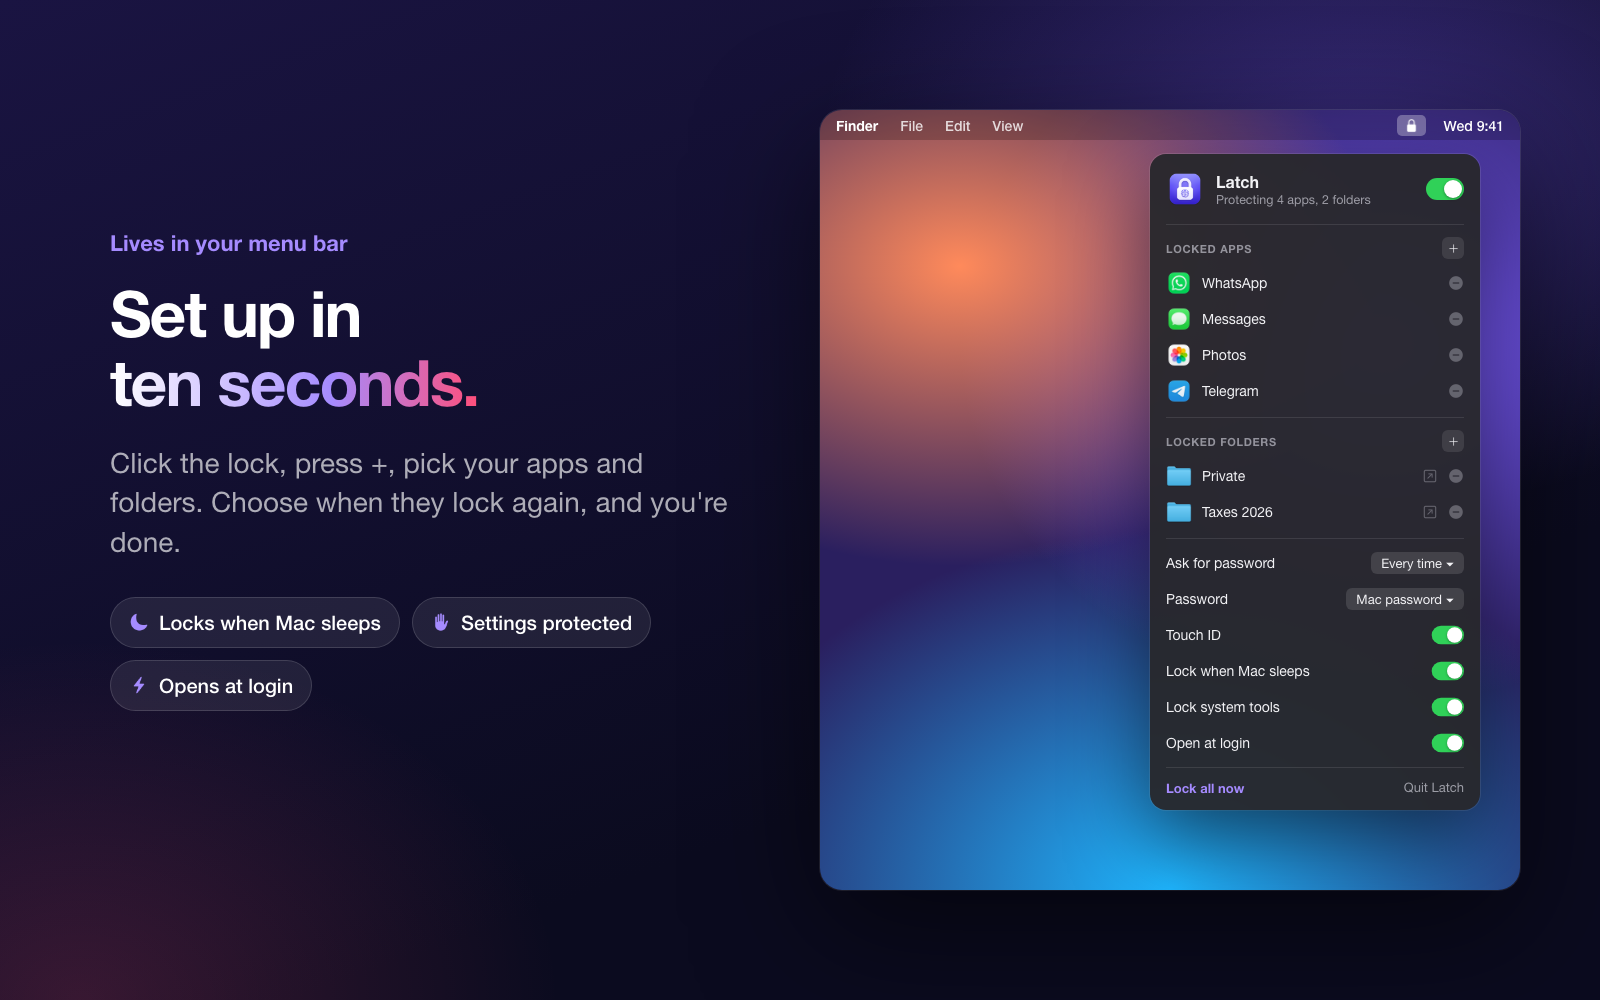 Lives in your menu bar
Set up in
ten seconds.
Click the lock, press +, pick your apps and
folders. Choose when they lock again, and you're
done.
Locks when Mac sleeps
Settings protected
Opens at login
Finder File Edit View Wed 9:41
Latch
Protecting 4 apps, 2 folders
LOCKED APPS +
WhatsApp
Messages
Photos
Telegram
LOCKED FOLDERS +
Private
Taxes 2026
Ask for password Every time
Password Mac password
Touch ID
Lock when Mac sleeps
Lock system tools
Open at login
Lock all now Quit Latch